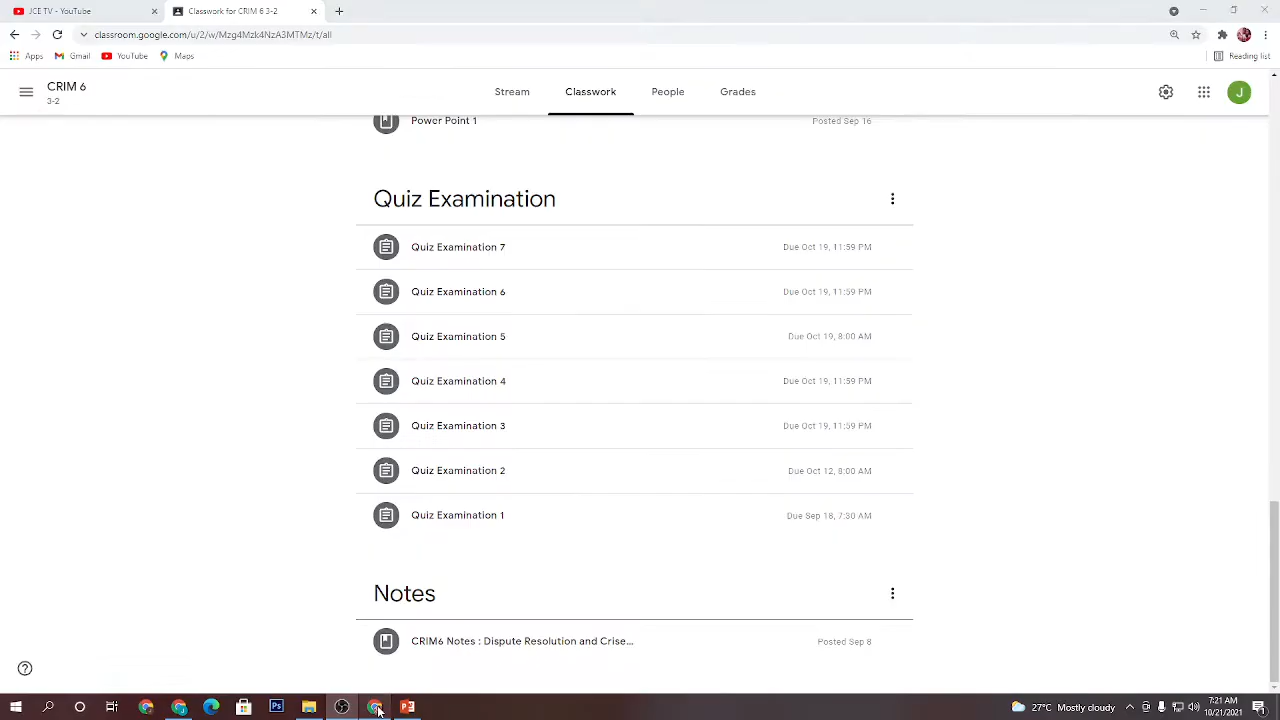 JCE TV - YouTube
Classwork for CRIM 6 3-2
classroom.google.com/u/2/w/Mzg4Mzk4NzA3MTMz/t/all
Apps
Gmail
YouTube
Maps
Reading list
CRIM 6
3-2
Stream
Classwork
People
Grades
J
Power Point 1
Posted Sep 16
Quiz Examination
Quiz Examination 7
Due Oct 19, 11:59 PM
Quiz Examination 6
Due Oct 19, 11:59 PM
Quiz Examination 5
Due Oct 19, 8:00 AM
Quiz Examination 4
Due Oct 19, 11:59 PM
Quiz Examination 3
Due Oct 19, 11:59 PM
Quiz Examination 2
Due Oct 12, 8:00 AM
Quiz Examination 1
Due Sep 18, 7:30 AM
Notes
CRIM6 Notes : Dispute Resolution and Crise...
Posted Sep 8
Ps
27°C Mostly cloudy
7:21 AM
10/21/2021